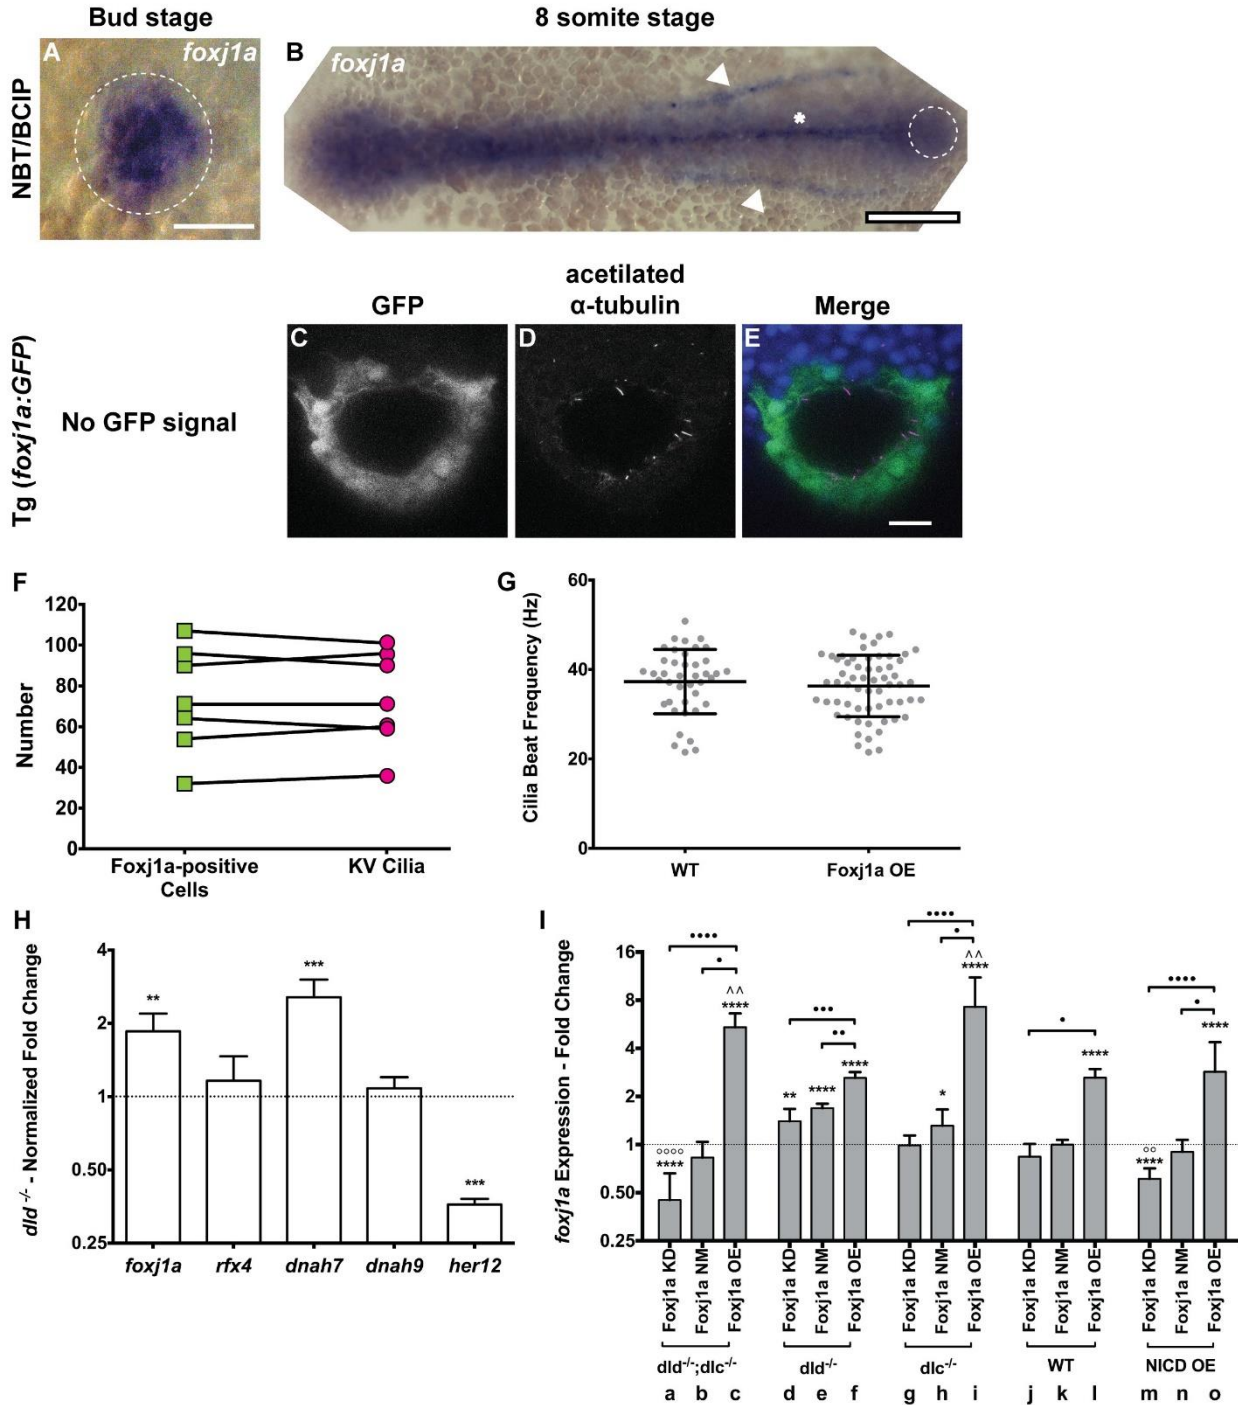 Bud stage
8 somite stage
NBT/BCIP
A
foxj1a
B
foxj1a
*
GFP
acetilated
α-tubulin
Merge
Tg (foxj1a:GFP)
No GFP signal
C
D
E
F
Number
120
100
80
60
40
20
0
Foxj1a-positive
Cells
KV Cilia
G
Cilia Beat Frequency (Hz)
60
40
20
0
WT
Foxj1a OE
H
dld -/- - Normalized Fold Change
4
2
1
0.50
0.25
**
***
***
foxj1a
rfx4
dnah7
dnah9
her12
I
foxj1a Expression - Fold Change
16
8
4
2
1
0.50
0.25
•••• • ^^ ****
°°°° ****
••• •• ** **** ****
•••• • ^^ * ****
• ****
•••• • °° **** ****
Foxj1a KD
Foxj1a NM
Foxj1a OE
Foxj1a KD
Foxj1a NM
Foxj1a OE
Foxj1a KD
Foxj1a NM
Foxj1a OE
Foxj1a KD
Foxj1a NM
Foxj1a OE
Foxj1a KD
Foxj1a NM
Foxj1a OE
dld-/-;dlc-/-
dld-/-
dlc-/-
WT
NICD OE
a b c d e f g h i j k l m n o